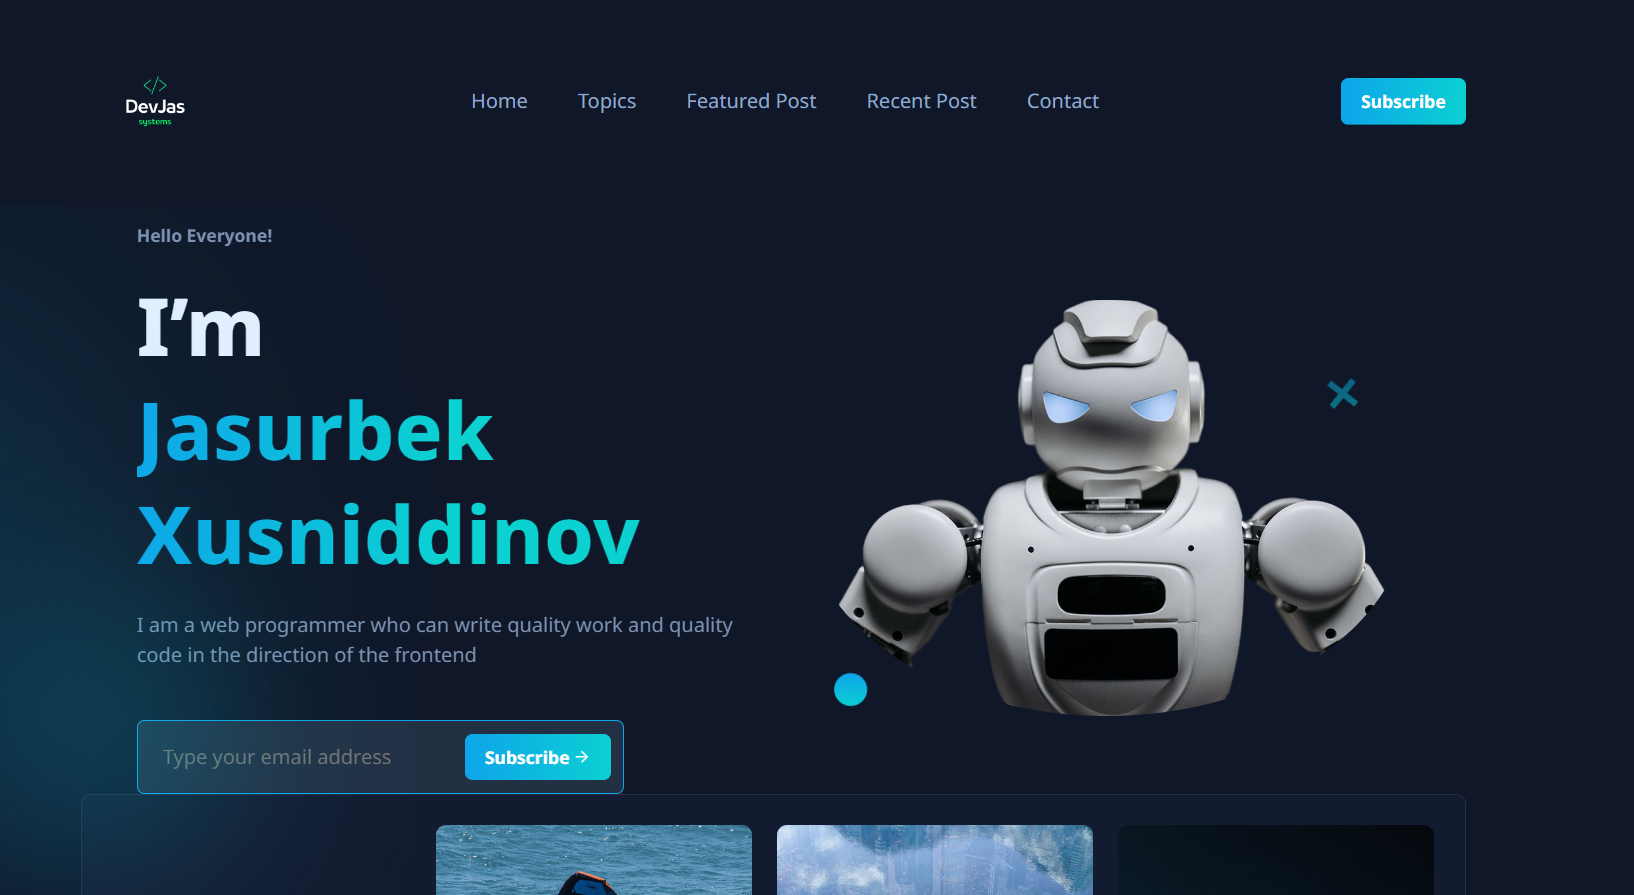 </>
DevJas
systems
Home
Topics
Featured Post
Recent Post
Contact
Subscribe
Hello Everyone!
I’m
Jasurbek
Xusniddinov
I am a web programmer who can write quality work and quality
code in the direction of the frontend
Type your email address
Subscribe →